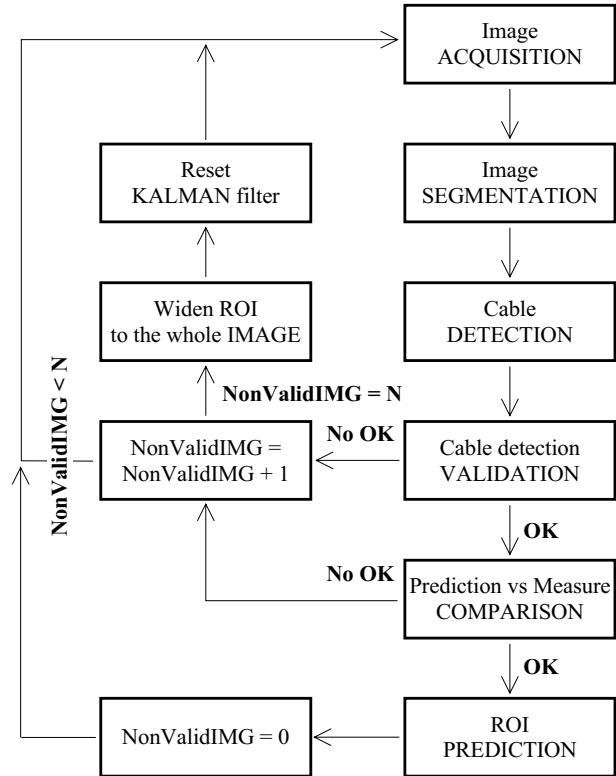 Image
ACQUISITION
Reset
KALMAN filter
Image
SEGMENTATION
Widen ROI
to the whole IMAGE
Cable
DETECTION
NonValidIMG < N
NonValidIMG = N
NonValidIMG =
NonValidIMG + 1
No OK
Cable detection
VALIDATION
OK
No OK
Prediction vs Measure
COMPARISON
OK
NonValidIMG = 0
ROI
PREDICTION